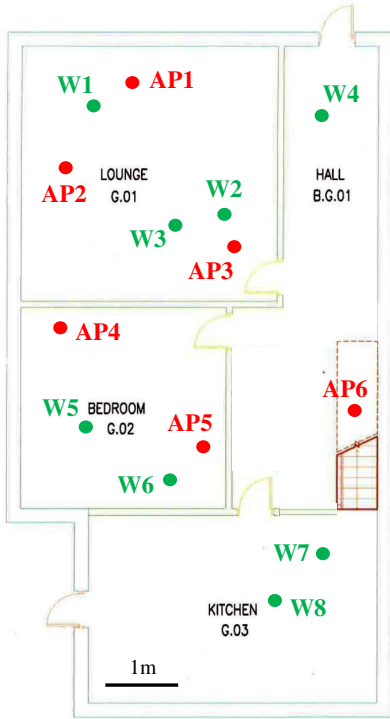 AP1
W1
W4
AP2
LOUNGE
G.01
HALL
B.G.01
W2
W3
AP3
AP4
AP6
W5
BEDROOM
G.02
AP5
W6
W7
KITCHEN
G.03
W8
1m